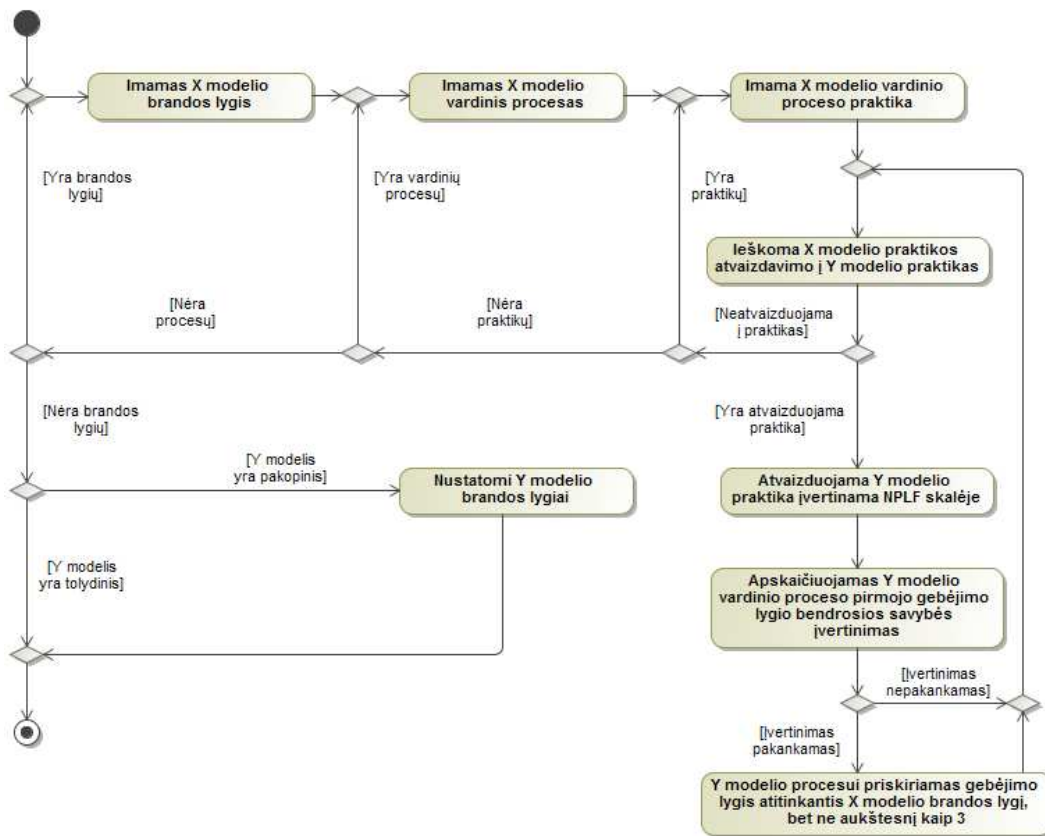 Imamas X modelio
brandos lygis
Imamas X modelio
vardinis procesas
Imama X modelio vardinio
proceso praktika
[Yra brandos
lygių]
[Yra vardinių
procesų]
[Yra
praktikų]
Ieškoma X modelio praktikos
atvaizdavimo į Y modelio praktikas
[Nėra
procesų]
[Nėra
praktikų]
[Neatvaizduojama
į praktikas]
[Nėra brandos
lygių]
[Yra atvaizduojama
praktika]
[Y modelis
yra pakopinis]
Nustatomi Y modelio
brandos lygiai
Atvaizduojama Y modelio
praktika įvertinama NPLF skalėje
[Y modelis
yra tolydinis]
Apskaičiuojamas Y modelio
vardinio proceso pirmojo gebėjimo
lygio bendrosios savybės
įvertinimas
[Įvertinimas
nepakankamas]
[Įvertinimas
pakankamas]
Y modelio procesui priskiriamas gebėjimo
lygis atitinkantis X modelio brandos lygį,
bet ne aukštesnį kaip 3